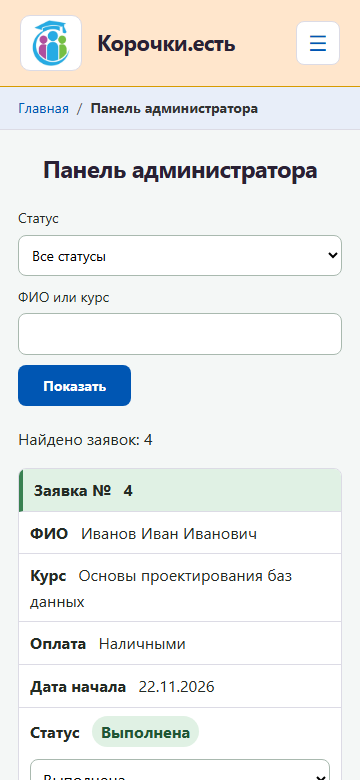 Корочки.есть
Главная / Панель администратора
Панель администратора
Статус
Все статусы
ФИО или курс
Показать
Найдено заявок: 4
Заявка № 4
ФИО Иванов Иван Иванович
Курс Основы проектирования баз
данных
Оплата Наличными
Дата начала 22.11.2026
Статус Выполнена
Выполнена